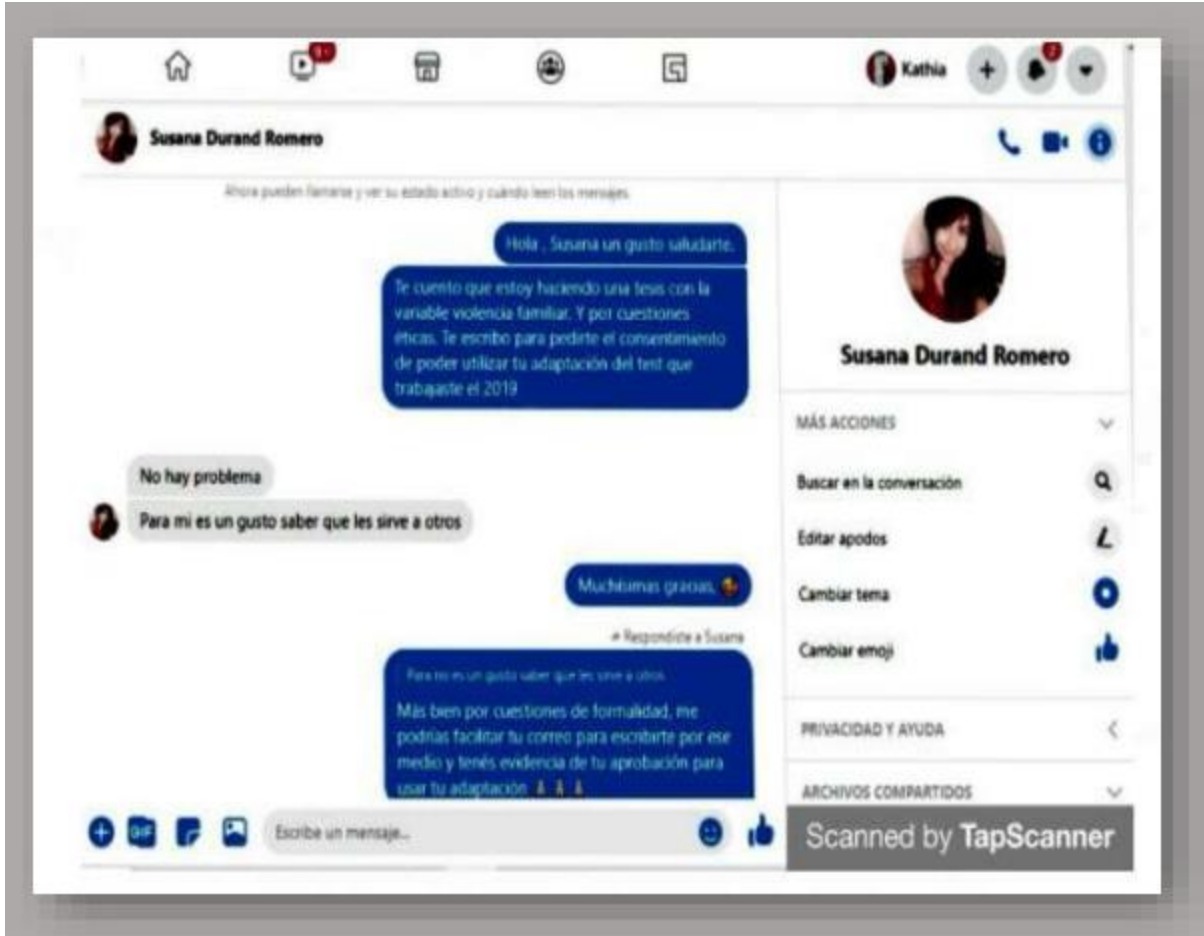 9+
Kathia
2
Susana Durand Romero
Ahora pueden llamarse y ver su estado activo y cuándo leen los mensajes.
Hola , Susana un gusto saludarte.
Te cuento que estoy haciendo una tesis con la
variable violencia familiar. Y por cuestiones
éticas. Te escribo para pedirte el consentimiento
de poder utilizar tu adaptación del test que
trabajaste el 2019
No hay problema
Para mi es un gusto saber que les sirve a otros
Muchísimas gracias,
Respondiste a Susana
Para mi es un gusto saber que les sirve a otros
Más bien por cuestiones de formalidad, me
podrías facilitar tu correo para escribirte por ese
medio y tenés evidencia de tu aprobación para
usar tu adaptación
GIF
Escribe un mensaje...
Susana Durand Romero
MÁS ACCIONES
Buscar en la conversación
Editar apodos
Cambiar tema
Cambiar emoji
PRIVACIDAD Y AYUDA
ARCHIVOS COMPARTIDOS
Scanned by TapScanner